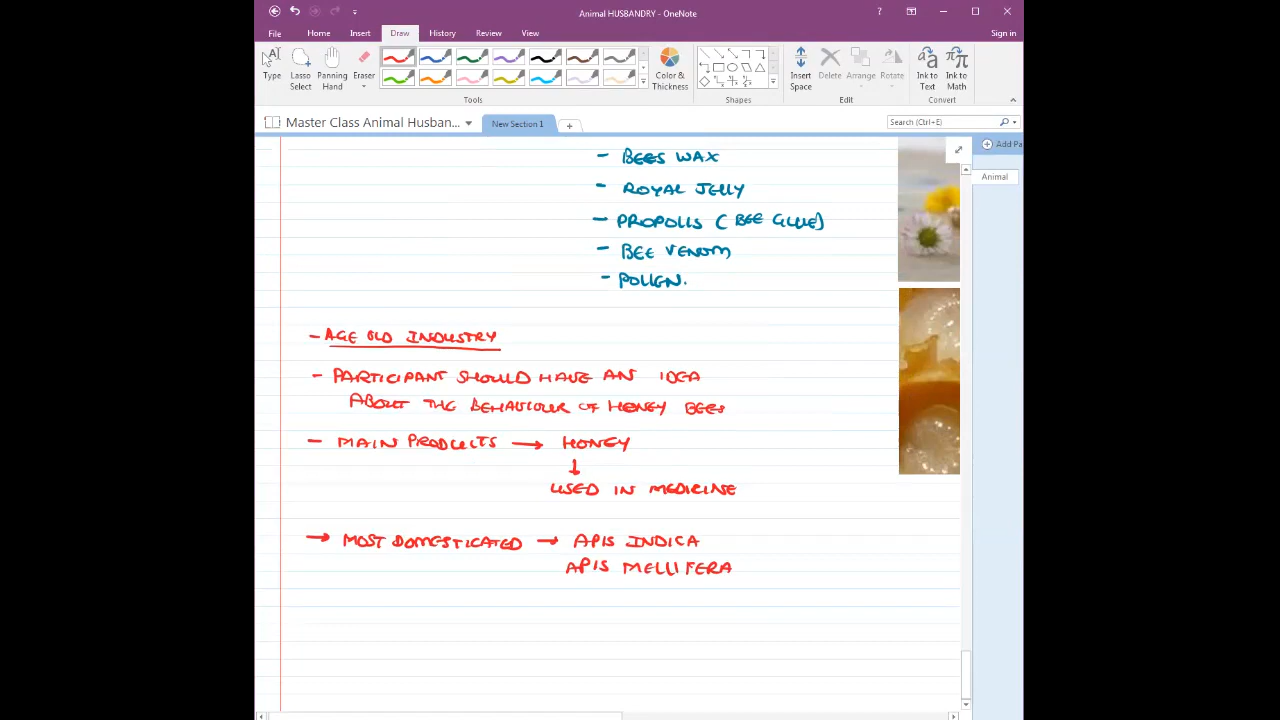 Animal HUSBANDRY - OneNote
?
File Home Insert Draw History Review View
Sign in
Type
Lasso Select
Panning Hand
Eraser
Color & Thickness
Insert Space
Delete
Arrange
Rotate
Ink to Text
Ink to Math
Tools
Shapes
Edit
Convert
Master Class Animal Husban...
New Section 1
Search (Ctrl+E)
Add Pa
Animal
- BEES WAX
- ROYAL JELLY
- PROPOLIS (BEE GLUE)
- BEE VENOM
- POLLEN.
- AGE OLD INDUSTRY
- PARTICIPANT SHOULD HAVE AN IDEA
ABOUT THE BEHAVIOUR OF HONEY BEES
- MAIN PRODUCTS → HONEY
↓
USED IN MEDICINE
→ MOST DOMESTICATED → APIS INDICA
APIS MELLIFERA